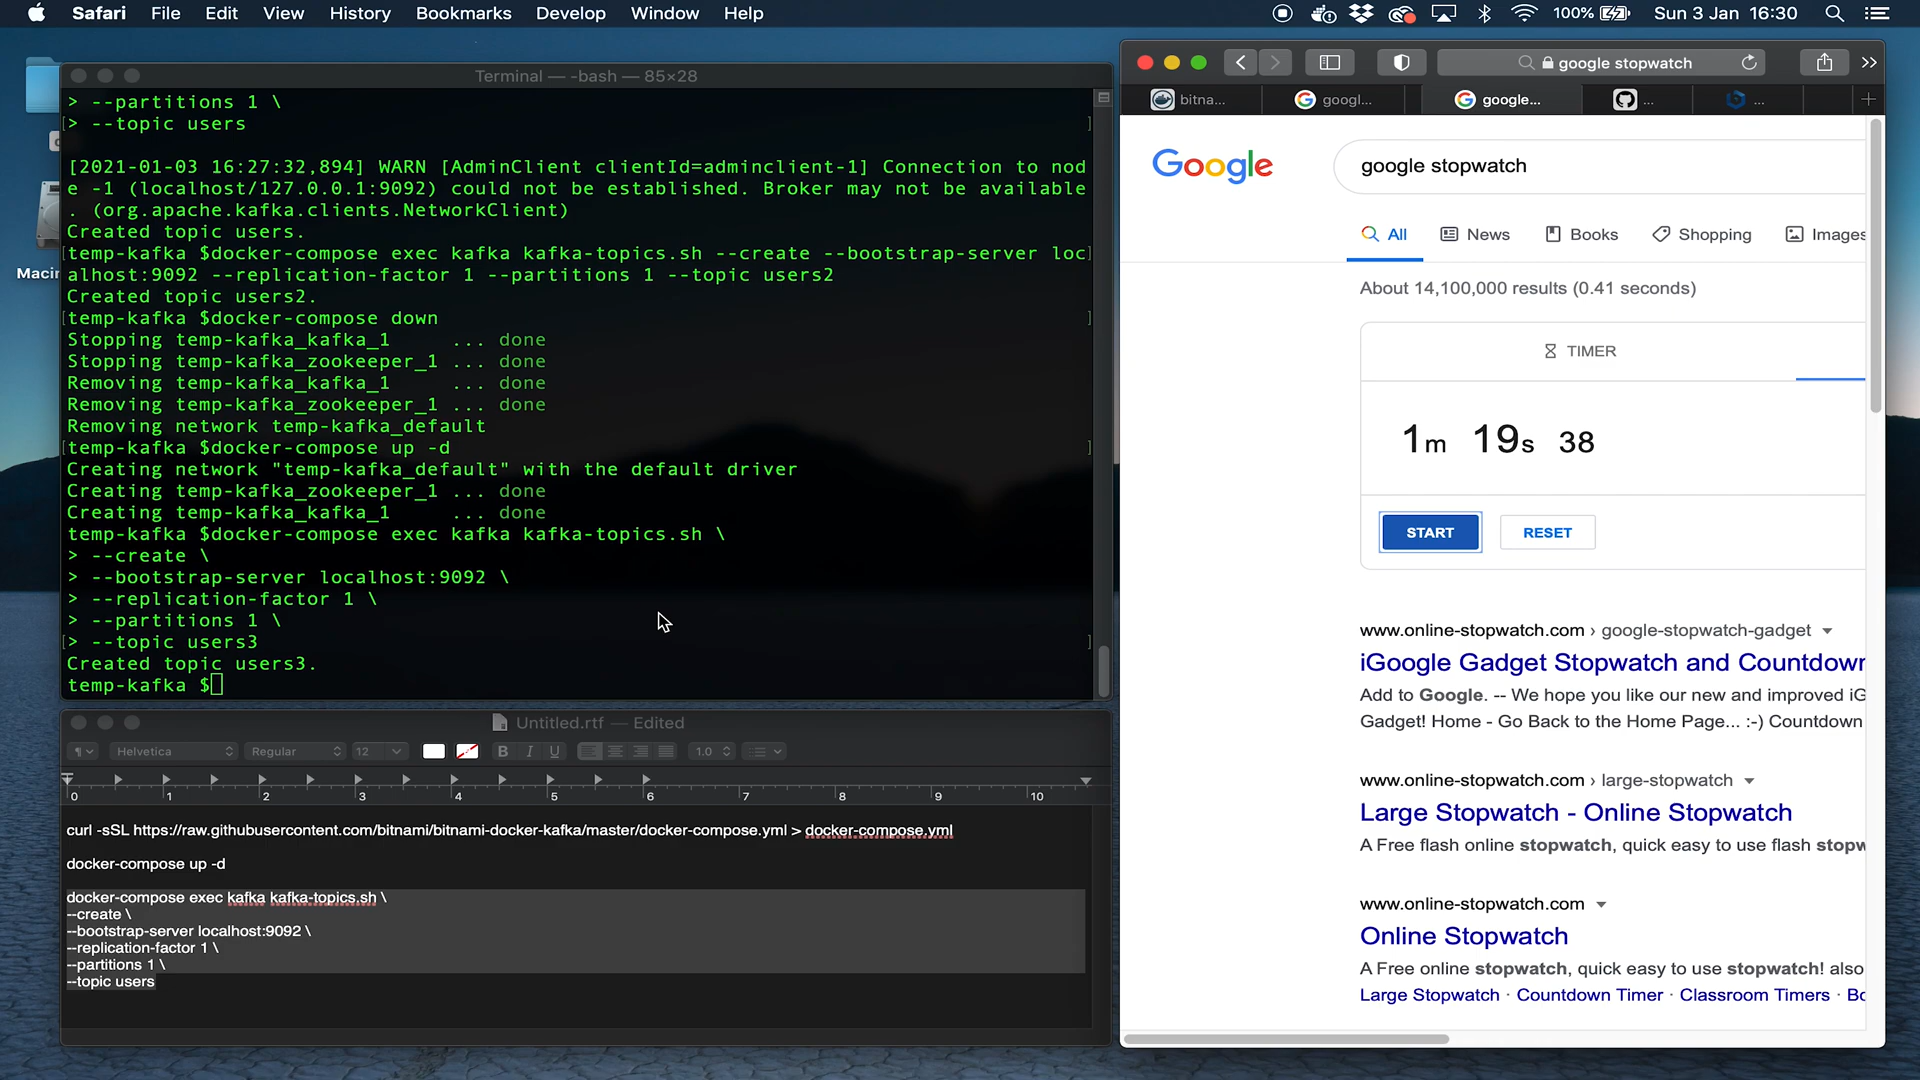 Safari File Edit View History Bookmarks Develop Window Help
100% Sun 3 Jan 16:30
Terminal — -bash — 85×28
> --partitions 1 \
[> --topic users ]
[2021-01-03 16:27:32,894] WARN [AdminClient clientId=adminclient-1] Connection to nod
e -1 (localhost/127.0.0.1:9092) could not be established. Broker may not be available
. (org.apache.kafka.clients.NetworkClient)
Created topic users.
[temp-kafka $docker-compose exec kafka kafka-topics.sh --create --bootstrap-server loc]
alhost:9092 --replication-factor 1 --partitions 1 --topic users2
Created topic users2.
[temp-kafka $docker-compose down ]
Stopping temp-kafka_kafka_1 ... done
Stopping temp-kafka_zookeeper_1 ... done
Removing temp-kafka_kafka_1 ... done
Removing temp-kafka_zookeeper_1 ... done
Removing network temp-kafka_default
[temp-kafka $docker-compose up -d ]
Creating network "temp-kafka_default" with the default driver
Creating temp-kafka_zookeeper_1 ... done
Creating temp-kafka_kafka_1 ... done
temp-kafka $docker-compose exec kafka kafka-topics.sh \
> --create \
> --bootstrap-server localhost:9092 \
> --replication-factor 1 \
> --partitions 1 \
[> --topic users3 ]
Created topic users3.
temp-kafka $
Macin
Untitled.rtf — Edited
¶ Helvetica Regular 12 B I U 1.0
0 1 2 3 4 5 6 7 8 9 10
curl -sSL https://raw.githubusercontent.com/bitnami/bitnami-docker-kafka/master/docker-compose.yml > docker-compose.yml
docker-compose up -d
docker-compose exec kafka kafka-topics.sh \
--create \
--bootstrap-server localhost:9092 \
--replication-factor 1 \
--partitions 1 \
--topic users
google stopwatch
bitna... googl... google... ... ...
Google google stopwatch
All News Books Shopping Images
About 14,100,000 results (0.41 seconds)
TIMER
1m 19s 38
START RESET
www.online-stopwatch.com › google-stopwatch-gadget
iGoogle Gadget Stopwatch and Countdown
Add to Google. -- We hope you like our new and improved iG
Gadget! Home - Go Back to the Home Page... :-) Countdown
www.online-stopwatch.com › large-stopwatch
Large Stopwatch - Online Stopwatch
A Free flash online stopwatch, quick easy to use flash stopw
www.online-stopwatch.com
Online Stopwatch
A Free online stopwatch, quick easy to use stopwatch! also
Large Stopwatch · Countdown Timer · Classroom Timers · Bo